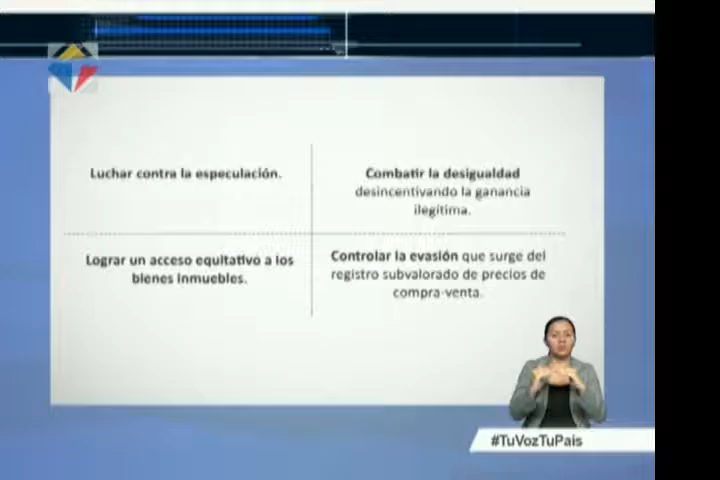 Luchar contra la especulación.
Combatir la desigualdad
desincentivando la ganancia
ilegítima.
Lograr un acceso equitativo a los
bienes inmuebles.
Controlar la evasión que surge del
registro subvalorado de precios de
compra-venta.
#TuVozTuPaís